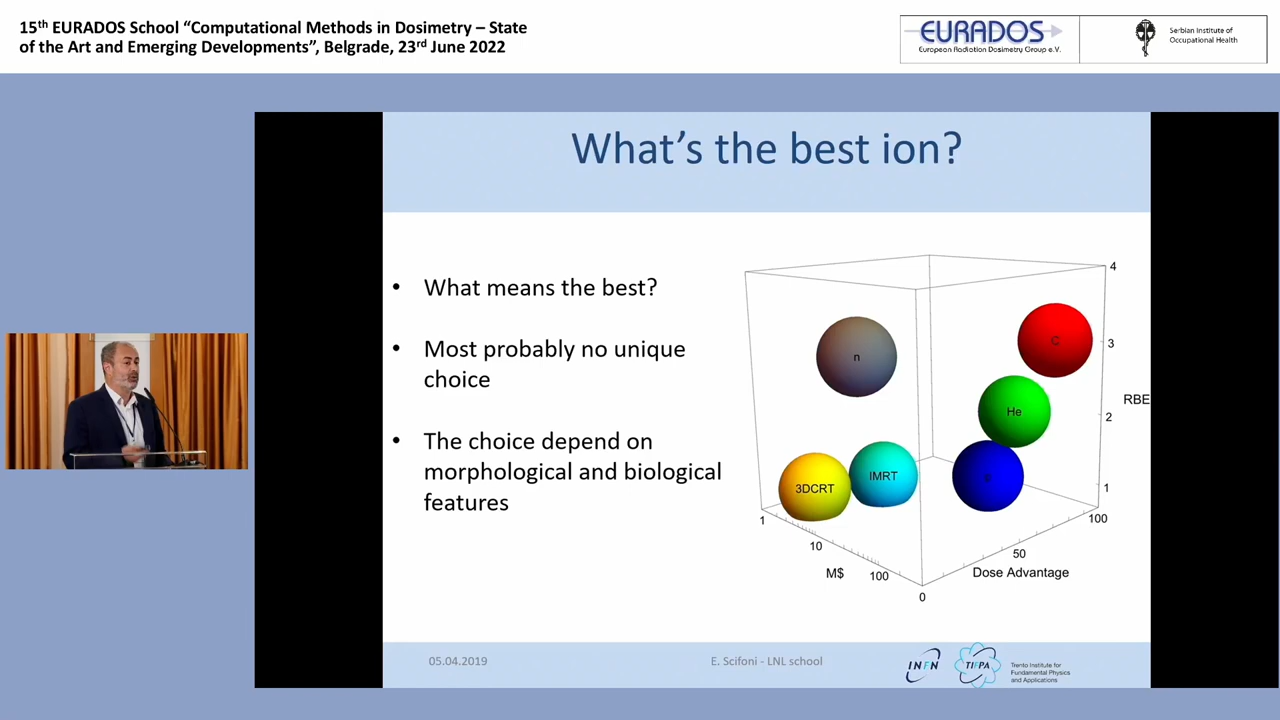 15th EURADOS School “Computational Methods in Dosimetry – State
of the Art and Emerging Developments”, Belgrade, 23rd June 2022
EURADOS
European Radiation Dosimetry Group e.V.
Serbian Institute of
Occupational Health
What's the best ion?
• What means the best?
• Most probably no unique
choice
• The choice depend on
morphological and biological
features
n
C
He
3DCRT
IMRT
4
3
2
1
RBE
1
10
100
M$
0
50
100
Dose Advantage
05.04.2019
E. Scifoni - LNL school
INFN
TIFPA
Trento Institute for
Fundamental Physics
and Applications